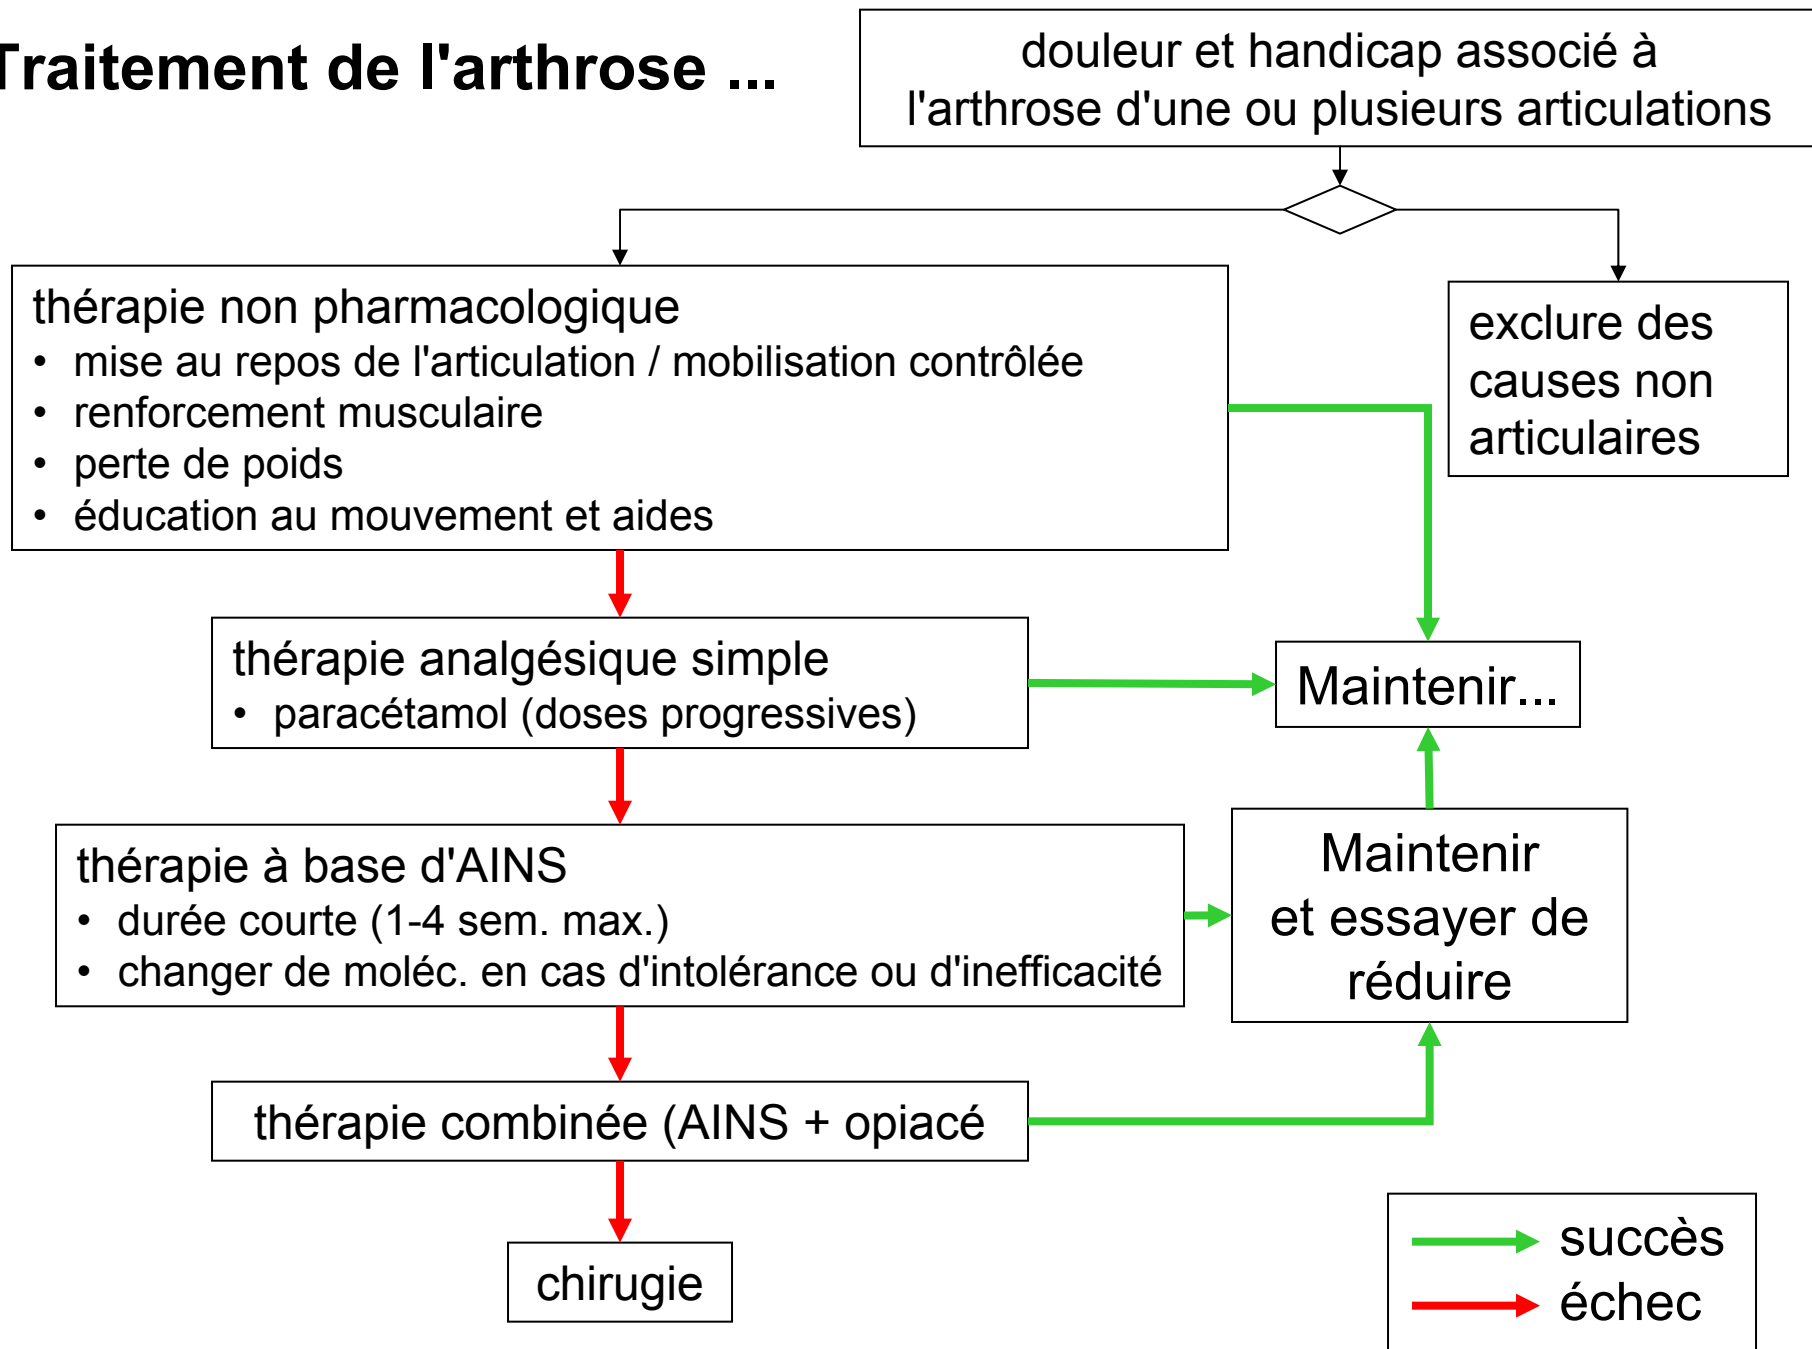 Traitement de l'arthrose ...
douleur et handicap associé à
l'arthrose d'une ou plusieurs articulations
thérapie non pharmacologique
• mise au repos de l'articulation / mobilisation contrôlée
• renforcement musculaire
• perte de poids
• éducation au mouvement et aides
exclure des
causes non
articulaires
thérapie analgésique simple
• paracétamol (doses progressives)
Maintenir...
thérapie à base d'AINS
• durée courte (1-4 sem. max.)
• changer de moléc. en cas d'intolérance ou d'inefficacité
Maintenir
et essayer de
réduire
thérapie combinée (AINS + opiacé
chirugie
succès
échec